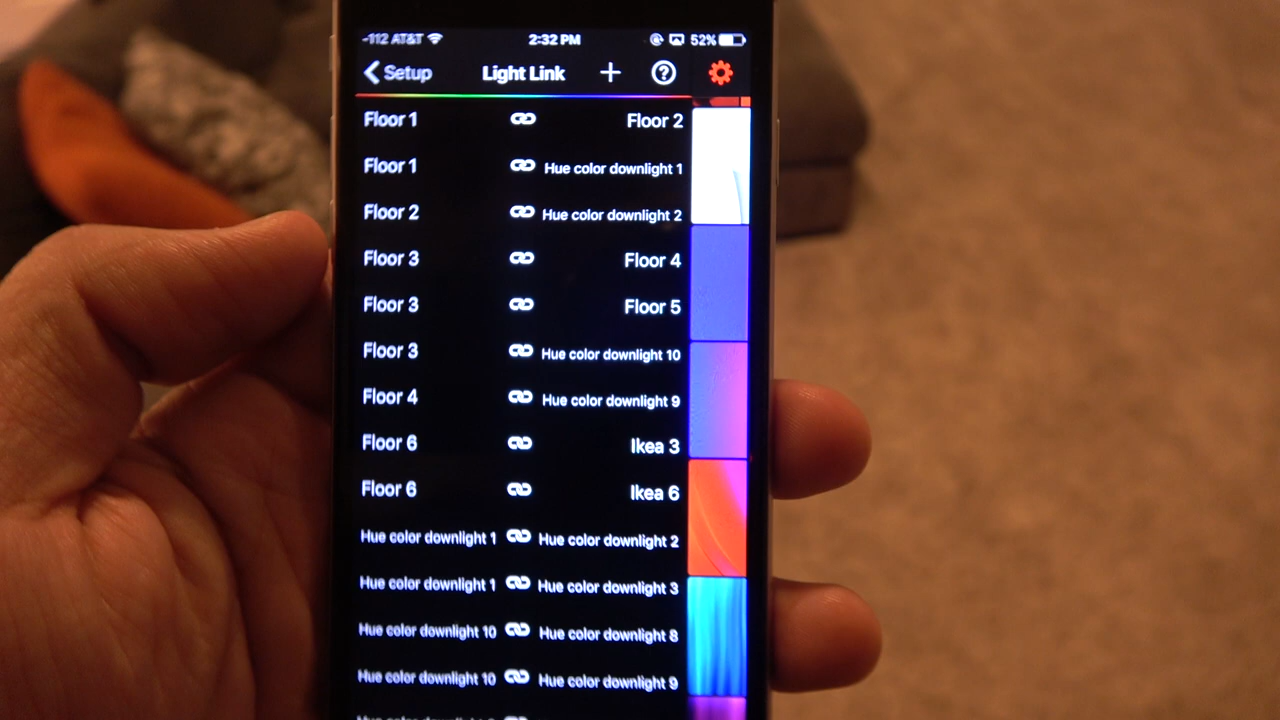 -112 AT&T 2:32 PM 52%
Setup Light Link + ?
Floor 1 Floor 2
Floor 1 Hue color downlight 1
Floor 2 Hue color downlight 2
Floor 3 Floor 4
Floor 3 Floor 5
Floor 3 Hue color downlight 10
Floor 4 Hue color downlight 9
Floor 6 Ikea 3
Floor 6 Ikea 6
Hue color downlight 1 Hue color downlight 2
Hue color downlight 1 Hue color downlight 3
Hue color downlight 10 Hue color downlight 8
Hue color downlight 10 Hue color downlight 9